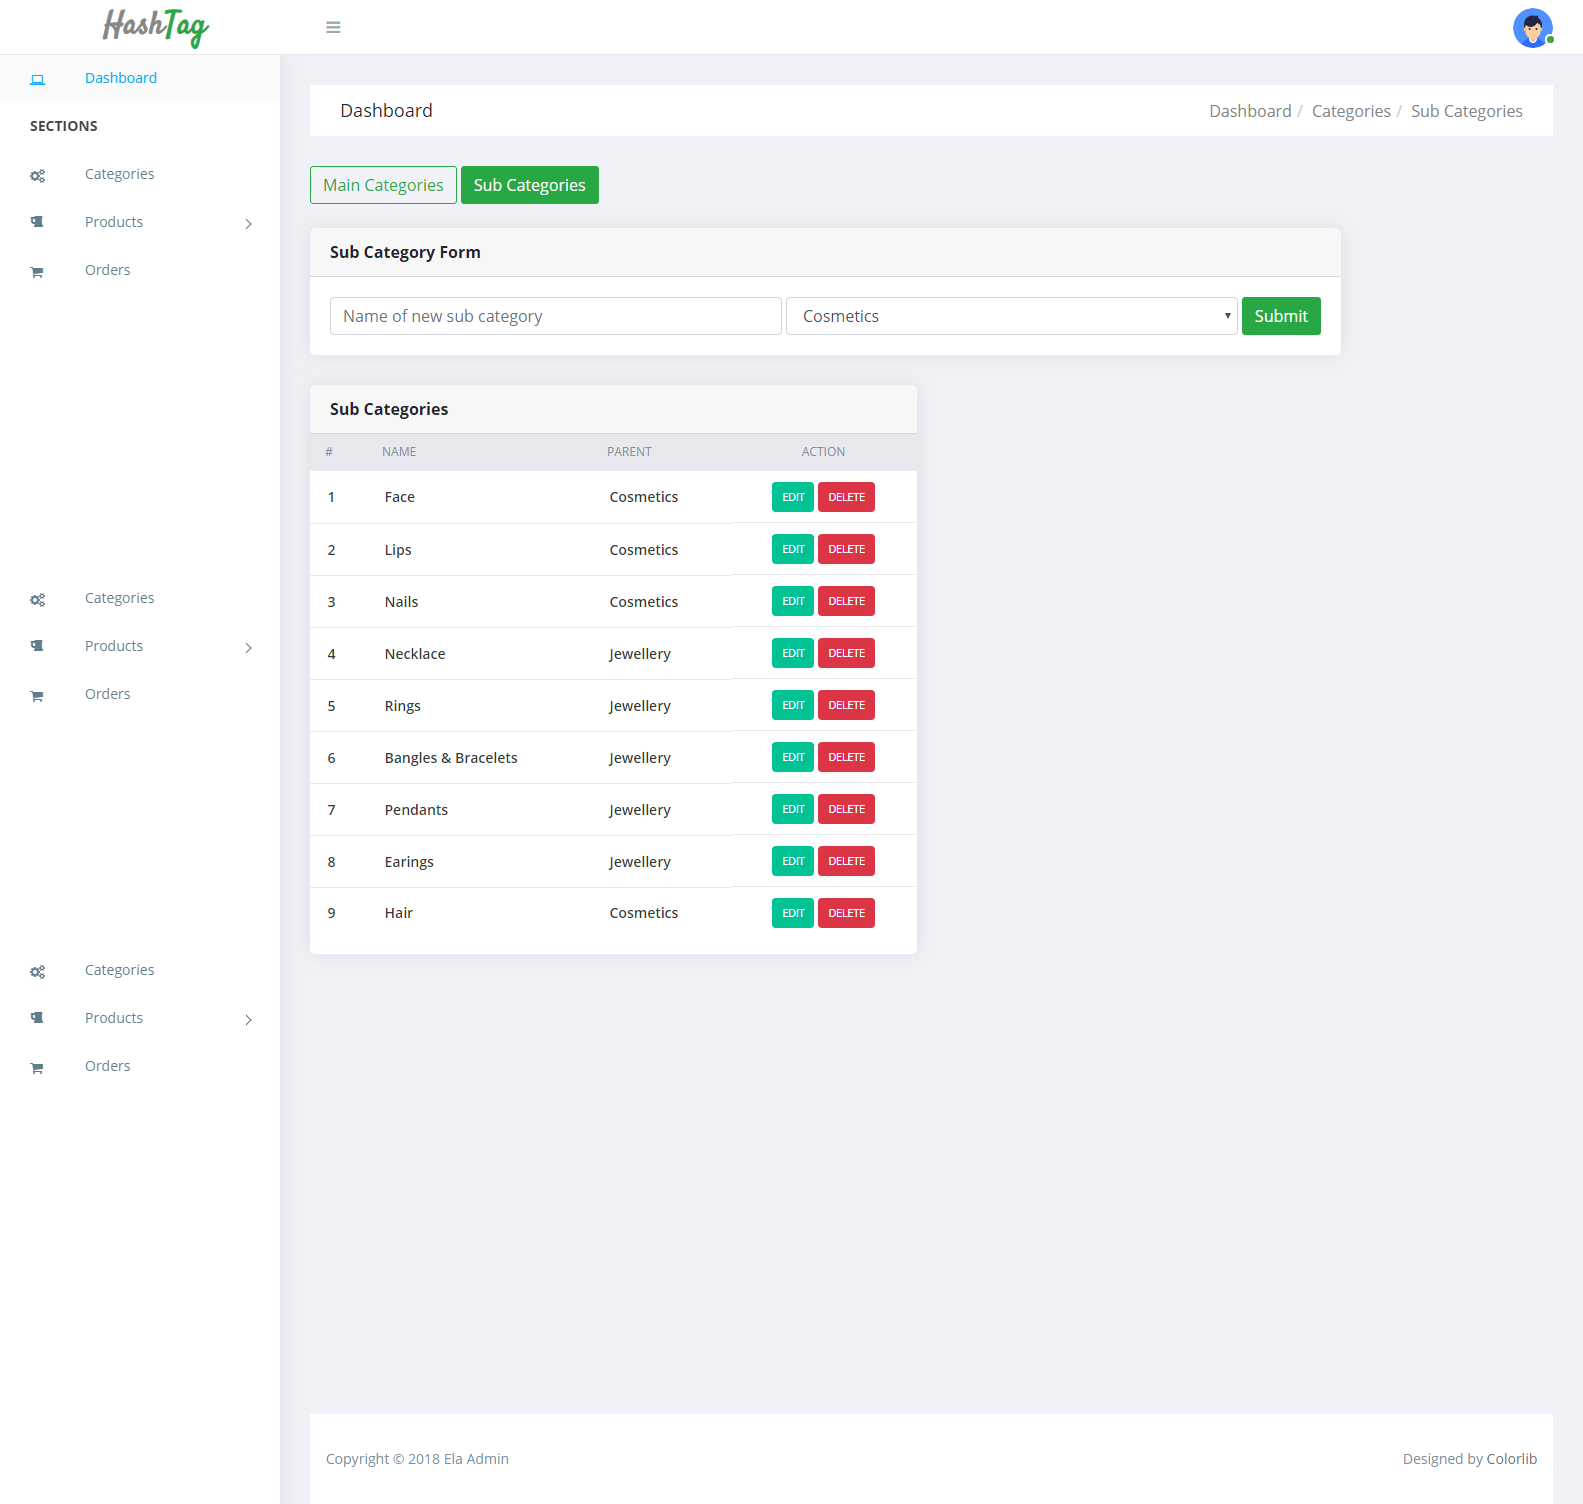 HashTag
Dashboard
SECTIONS
Categories
Products
Orders
Categories
Products
Orders
Categories
Products
Orders
Dashboard
Dashboard / Categories / Sub Categories
Main Categories Sub Categories
Sub Category Form
Name of new sub category Cosmetics Submit
Sub Categories
# NAME PARENT ACTION
1 Face Cosmetics EDIT DELETE
2 Lips Cosmetics EDIT DELETE
3 Nails Cosmetics EDIT DELETE
4 Necklace Jewellery EDIT DELETE
5 Rings Jewellery EDIT DELETE
6 Bangles & Bracelets Jewellery EDIT DELETE
7 Pendants Jewellery EDIT DELETE
8 Earings Jewellery EDIT DELETE
9 Hair Cosmetics EDIT DELETE
Copyright © 2018 Ela Admin
Designed by Colorlib